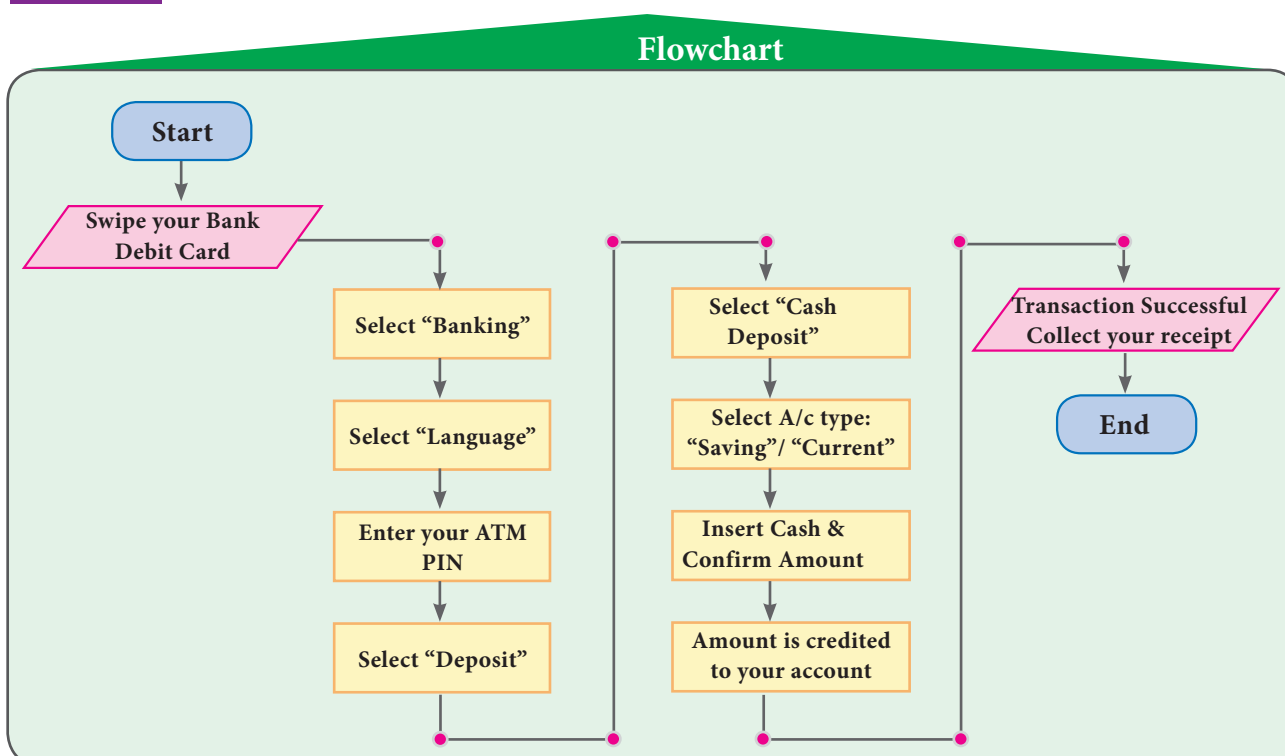 Flowchart
Start
Swipe your Bank
Debit Card
Select “Banking”
Select “Language”
Enter your ATM
PIN
Select “Deposit”
Select “Cash
Deposit”
Select A/c type:
“Saving”/ “Current”
Insert Cash &
Confirm Amount
Amount is credited
to your account
Transaction Successful
Collect your receipt
End